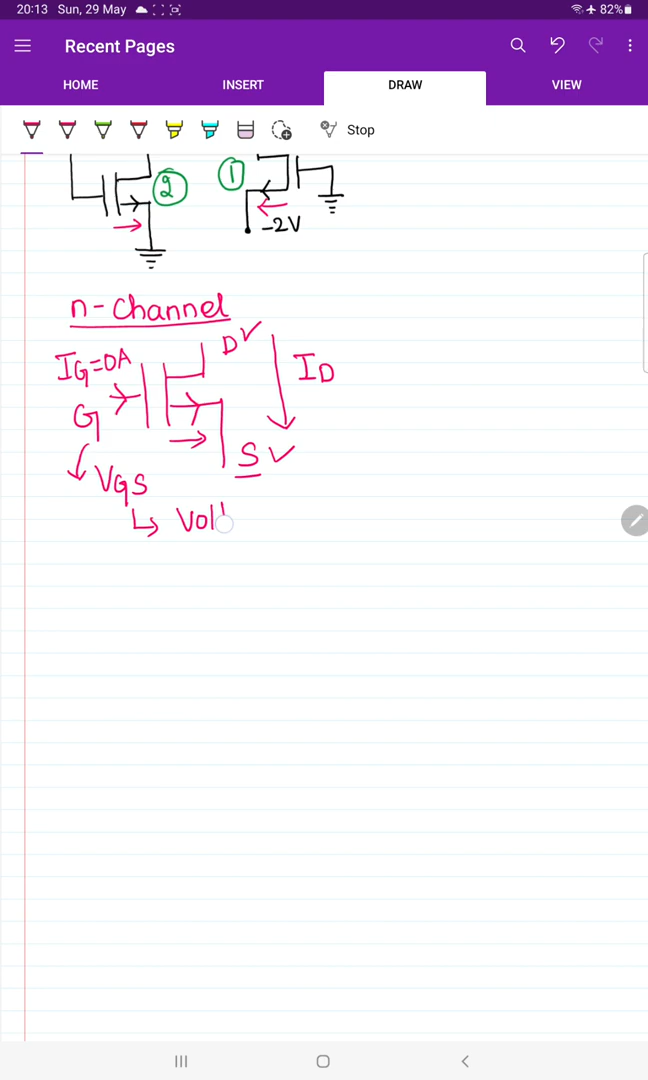 20:13 Sun, 29 May 82%
Recent Pages
HOME INSERT DRAW VIEW
Stop
2 1
-2V
n-channel
D
IG=0A
ID
G
S
VGS
Vol